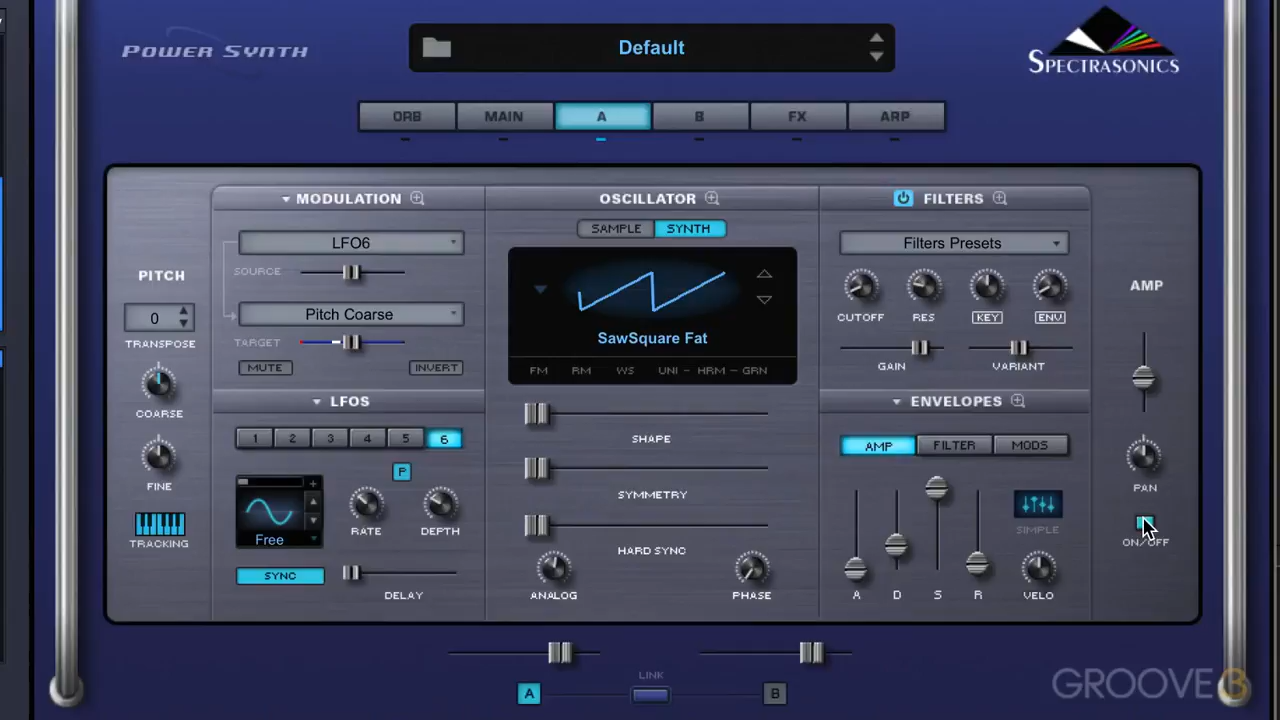 POWER SYNTH
Default
SPECTRASONICS
ORB MAIN A B FX ARP
MODULATION
LFO6
SOURCE
Pitch Coarse
TARGET
MUTE INVERT
PITCH
0
TRANSPOSE
COARSE
FINE
TRACKING
LFOS
1 2 3 4 5 6
P
Free
RATE DEPTH
SYNC
DELAY
OSCILLATOR
SAMPLE SYNTH
SawSquare Fat
FM RM WS UNI - HRM - GRN
SHAPE
SYMMETRY
HARD SYNC
ANALOG PHASE
FILTERS
Filters Presets
CUTOFF RES KEY ENV
GAIN VARIANT
ENVELOPES
AMP FILTER MODS
SIMPLE
A D S R VELO
AMP
PAN
ON/OFF
LINK
A B
GROOVE3